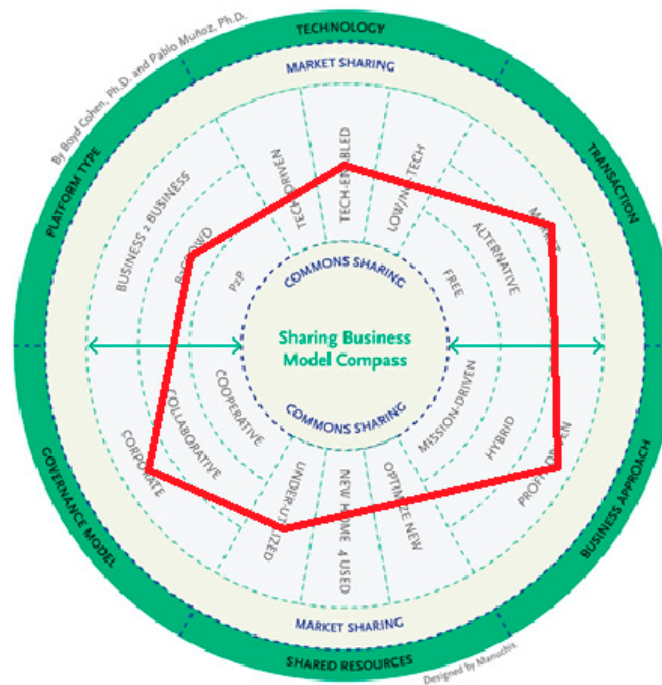 By Boyd Cohen, Ph.D. and Pablo Muñoz, Ph.D.
TECHNOLOGY
MARKET SHARING
PLATFORM TYPE
TRANSACTION
BUSINESS 2 BUSINESS
P2P
TECH-DRIVEN
TECH-ENABLED
LOW/NO-TECH
ALTERNATIVE
FREE
COMMONS SHARING
Sharing Business
Model Compass
COMMONS SHARING
CORPORATE
COLLABORATIVE
COOPERATIVE
UNDER-UTILIZED
NEW HOME 4 USED
OPTIMIZE NEW
MISSION-DRIVEN
HYBRID
PROFIT-DRIVEN
GOVERNANCE MODEL
BUSINESS APPROACH
MARKET SHARING
SHARED RESOURCES
Designed by Manuchis.